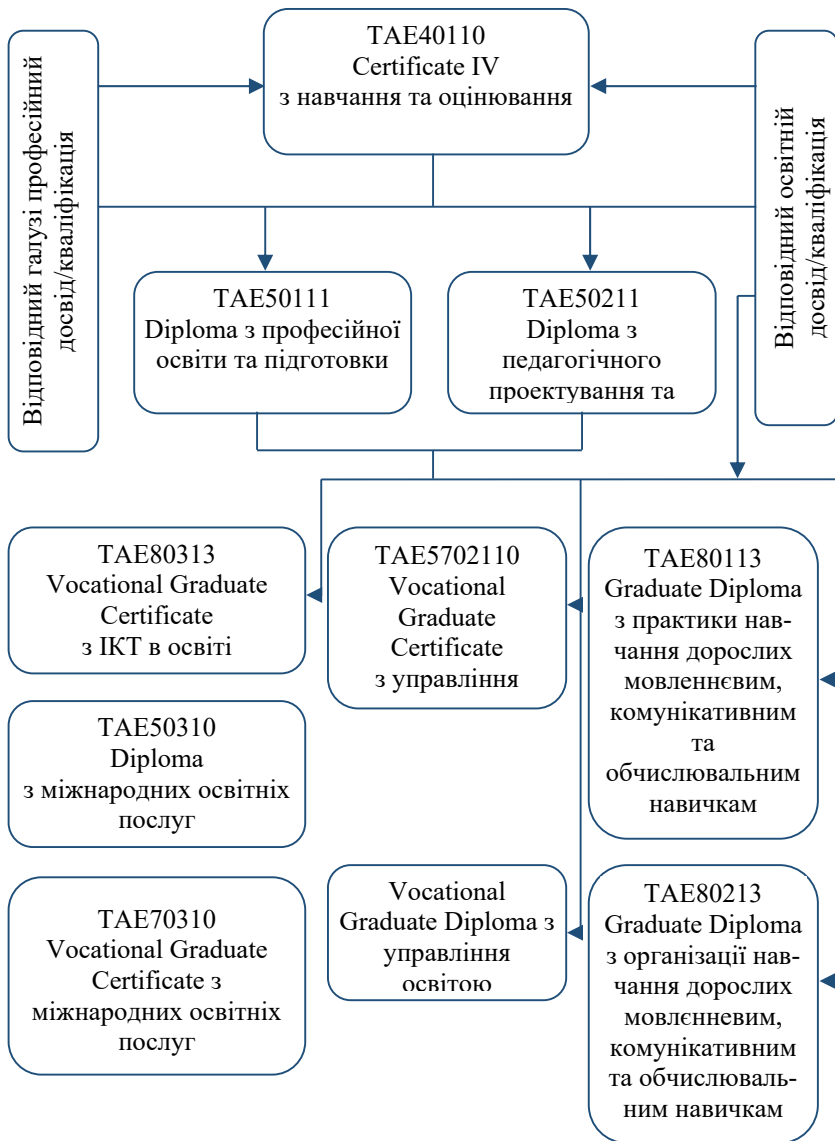 TAE40110
Certificate IV
з навчання та оцінювання
Відповідний галузі професійний
досвід/кваліфікація
Відповідний освітній
досвід/кваліфікація
TAE50111
Diploma з професійної
освіти та підготовки
TAE50211
Diploma з
педагогічного
проектування та
TAE80313
Vocational Graduate
Certificate
з ІКТ в освіті
TAE5702110
Vocational
Graduate
Certificate
з управління
TAE80113
Graduate Diploma
з практики нав-
чання дорослих
мовленнєвим,
комунікативним
та
обчислювальним
навичкам
TAE50310
Diploma
з міжнародних освітніх
послуг
TAE70310
Vocational Graduate
Certificate з
міжнародних освітніх
послуг
Vocational
Graduate Diploma з
управління
освітою
TAE80213
Graduate Diploma
з організації нав-
чання дорослих
мовлєнневим,
комунікативним
та обчислюваль-
ним навичкам